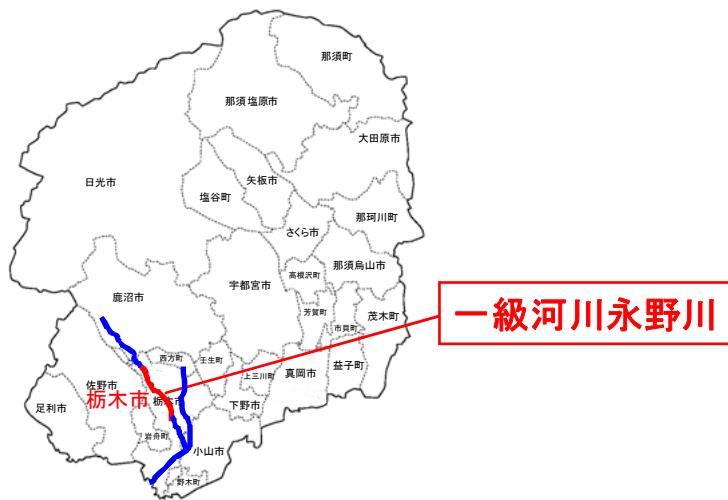 那須町
那須塩原市
大田原市
日光市
矢板市
塩谷町
那珂川町
さくら市
那須烏山市
高根沢町
宇都宮市
鹿沼市
芳賀町
茂木町
市貝町
一級河川永野川
西方町
壬生町
益子町
真岡市
上三川町
佐野市
栃木市
栃木市
足利市
下野市
岩舟町
小山市
野木町